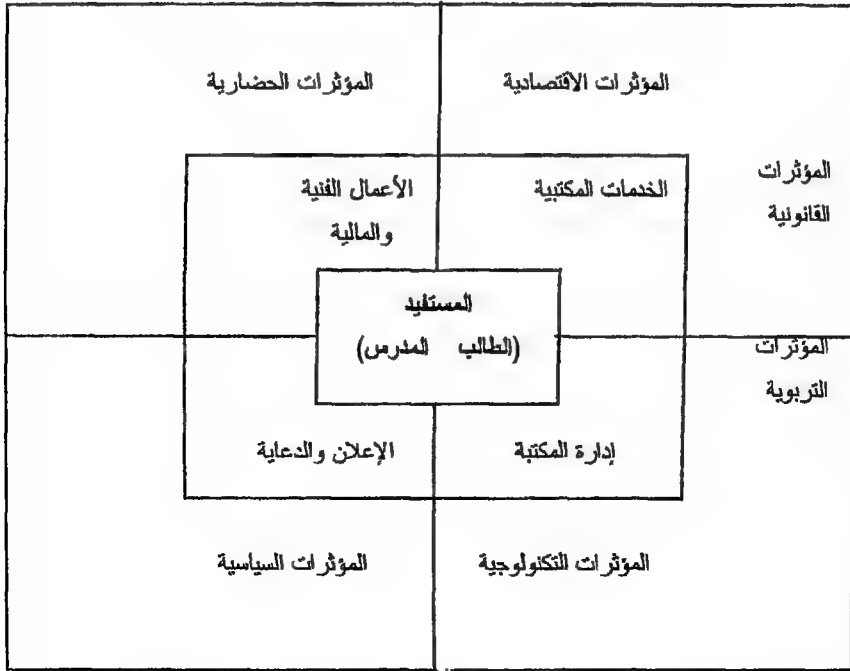 المؤثرات الاقتصادية
المؤثرات الحضارية
المؤثرات
القانونية
الخدمات المكتبية
الأعمال الفنية
والمالية
المستفيد
(الطالب المدرس)
المؤثرات
التربوية
إدارة المكتبة
الإعلان والدعاية
المؤثرات التكنولوجية
المؤثرات السياسية